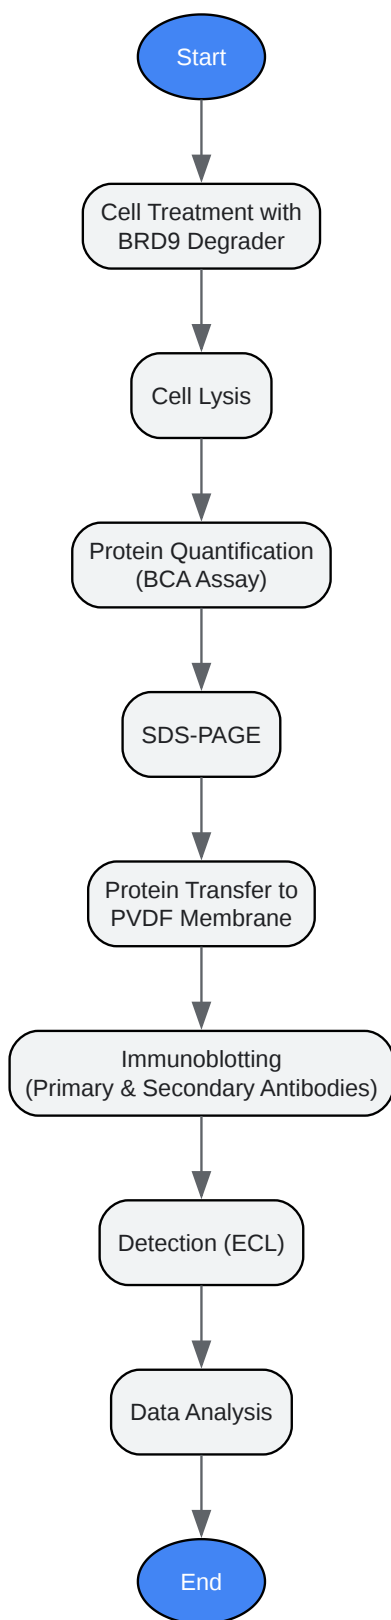 Start
Cell Treatment with
BRD9 Degrader
Cell Lysis
Protein Quantification
(BCA Assay)
SDS-PAGE
Protein Transfer to
PVDF Membrane
Immunoblotting
(Primary & Secondary Antibodies)
Detection (ECL)
Data Analysis
End